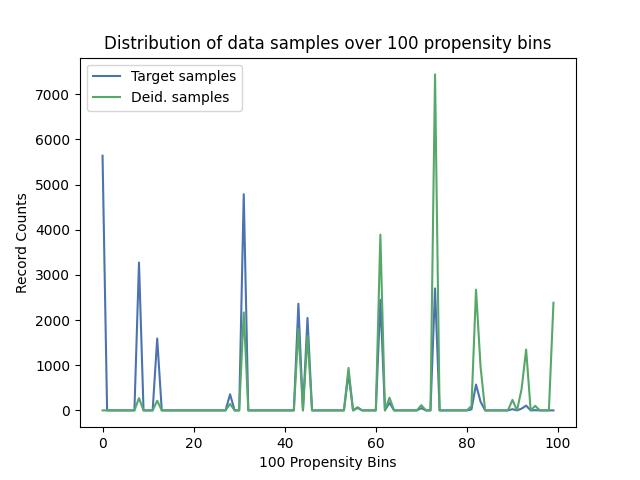 Distribution of data samples over 100 propensity bins
Target samples
Deid. samples
Record Counts
7000
6000
5000
4000
3000
2000
1000
0
0 20 40 60 80 100
100 Propensity Bins